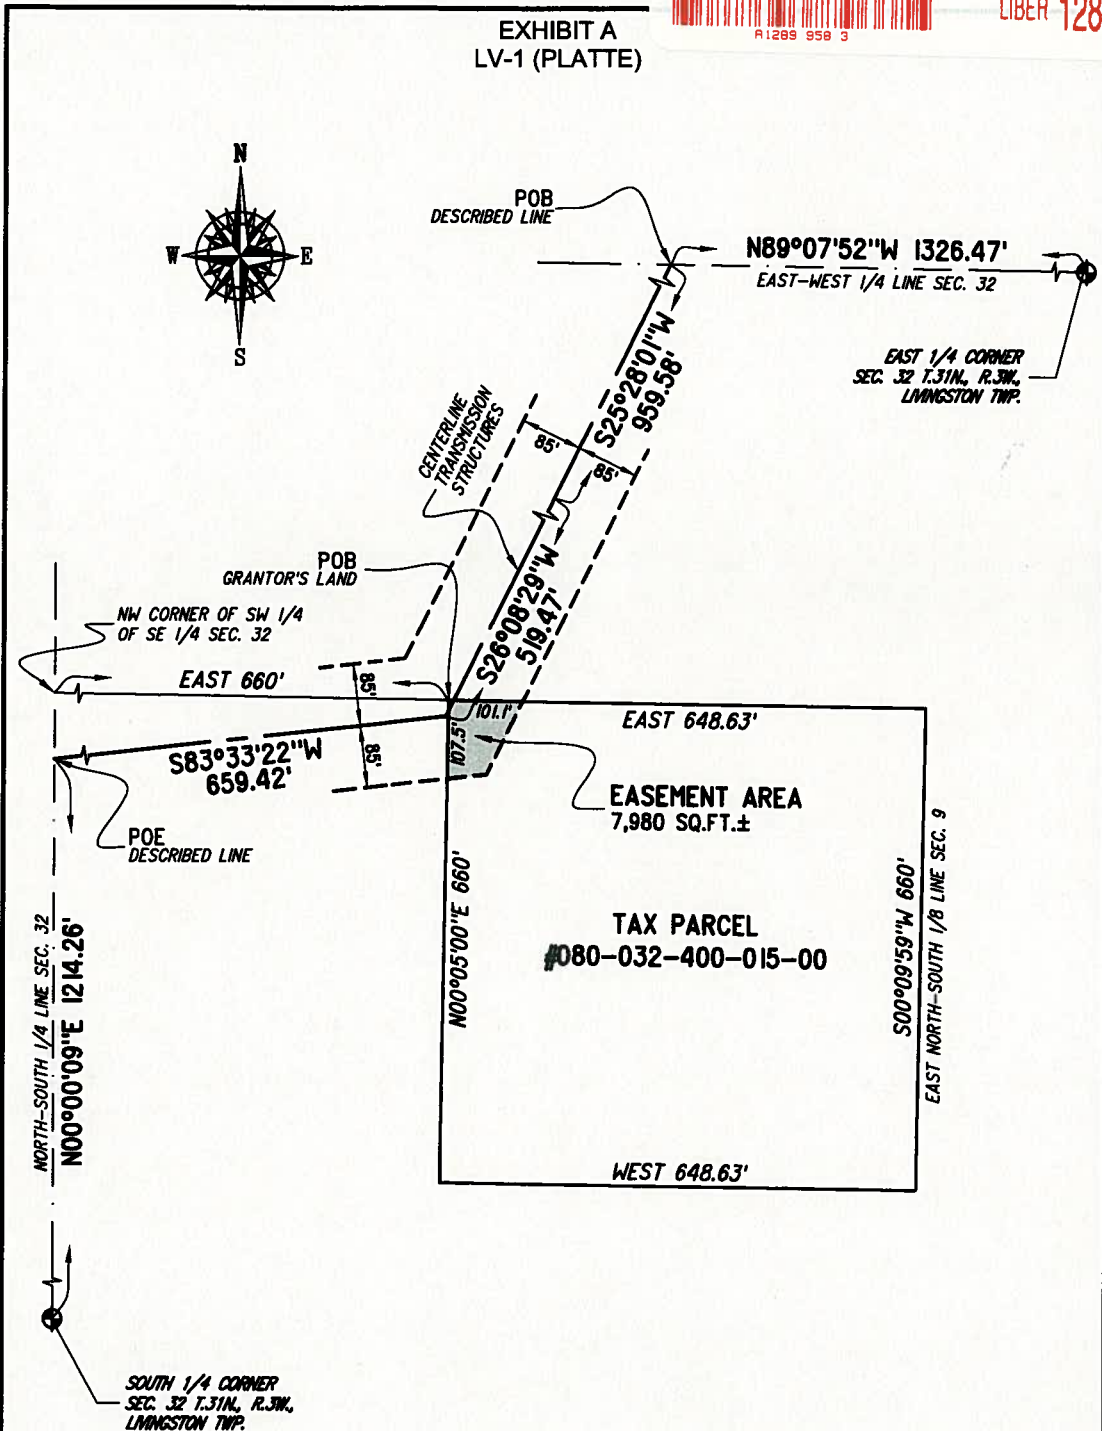 EXHIBIT A
LV-1 (PLATTE)
A1289 958 3
LIBER 128
N
W
E
S
POB
DESCRIBED LINE
N89°07'52"W 1326.47'
EAST-WEST 1/4 LINE SEC. 32
EAST 1/4 CORNER
SEC. 32 T.31N., R.3W.,
LIVINGSTON TWP.
CENTERLINE
TRANSMISSION
STRUCTURES
85'
85'
S25°28'01"W
959.58'
S26°08'29"W
519.47'
POB
GRANTOR'S LAND
NW CORNER OF SW 1/4
OF SE 1/4 SEC. 32
EAST 660'
85'
85'
S83°33'22"W
659.42'
101.1'
107.5'
EAST 648.63'
EASEMENT AREA
7,980 SQ.FT.±
POE
DESCRIBED LINE
NORTH-SOUTH 1/4 LINE SEC. 32
N00°00'09"E 1214.26'
N00°05'00"E 660'
TAX PARCEL
#080-032-400-015-00
S00°09'59"W 660'
EAST NORTH-SOUTH 1/8 LINE SEC. 9
WEST 648.63'
SOUTH 1/4 CORNER
SEC. 32 T.31N., R.3W.,
LIVINGSTON TWP.